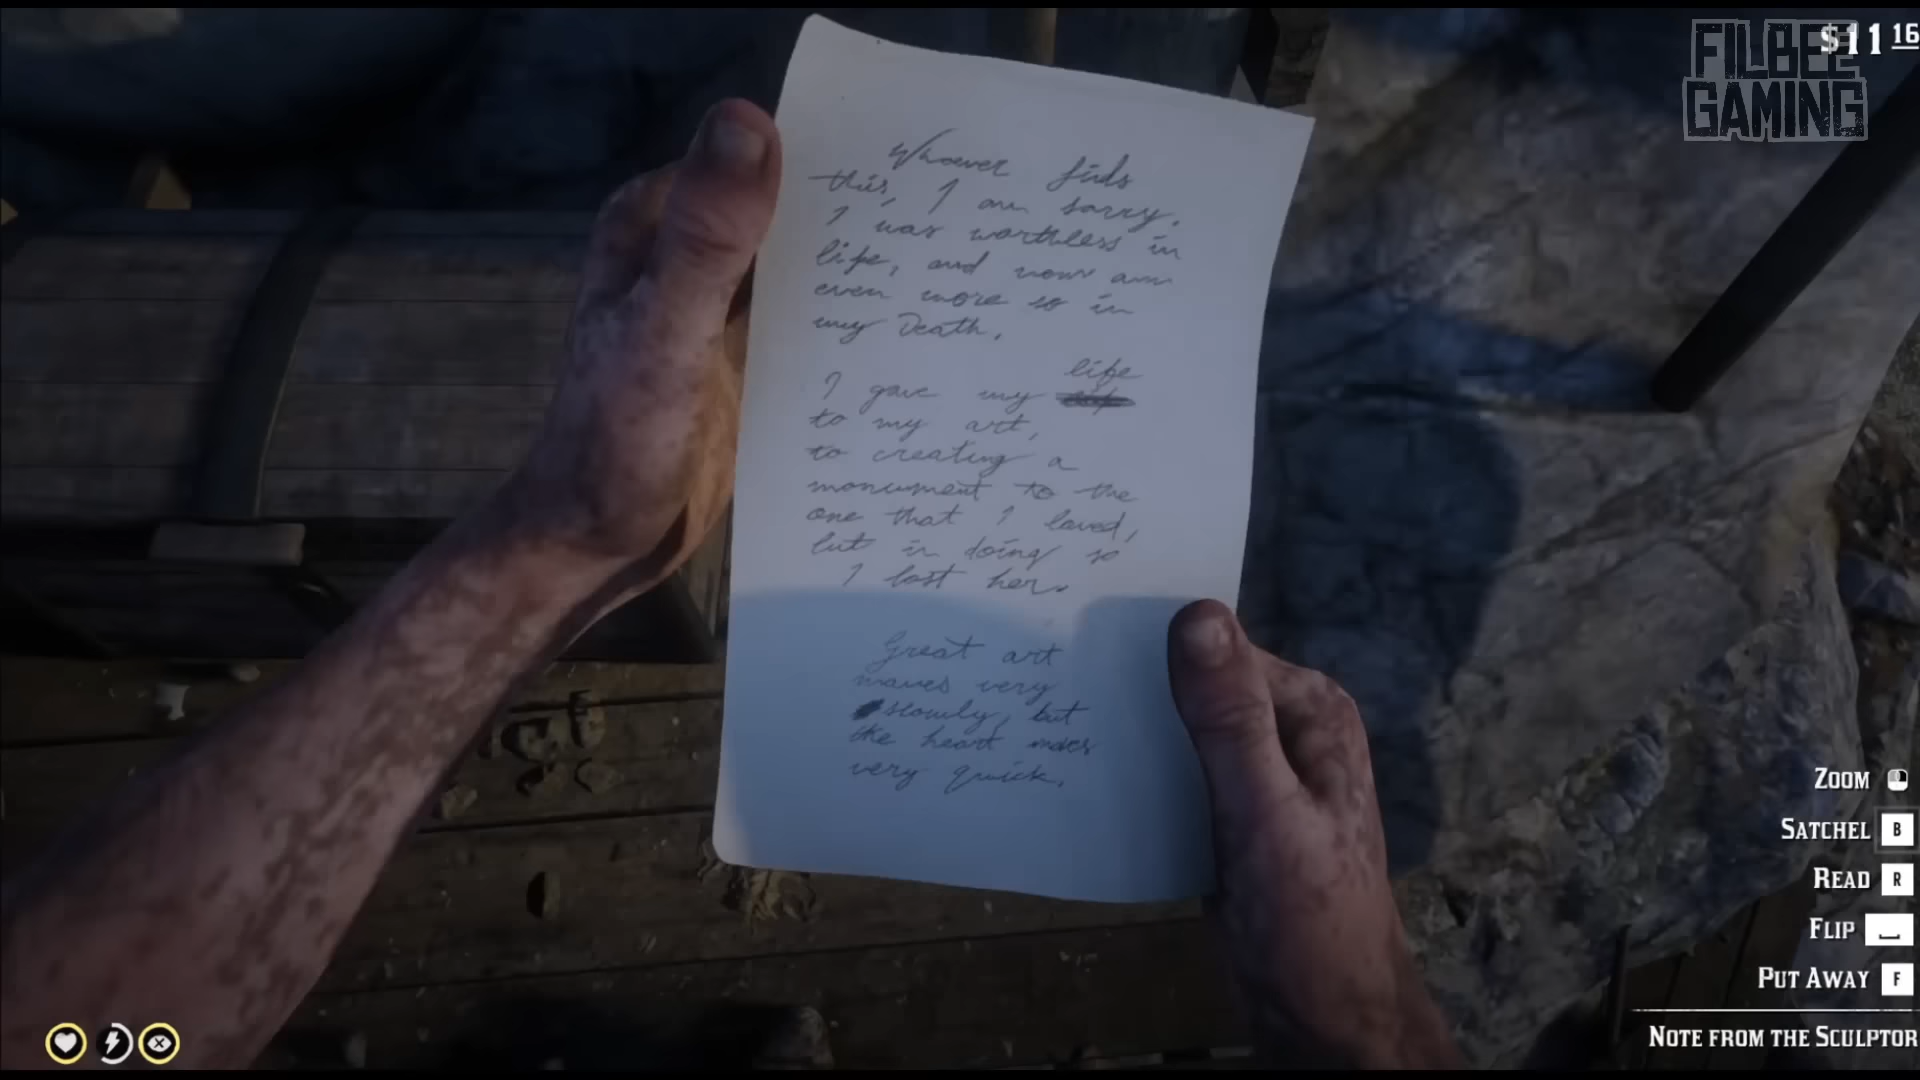 FILBEE
GAMING
$11 16
Whoever finds
this, I am sorry.
I was worthless in
life, and now am
even more so in
my Death.
life
I gave my
to my art,
to creating a
monument to the
one that I loved,
but in doing so
I lost her.
Great art
moves very
slowly, but
the heart moves
very quick.
ZOOM
SATCHEL B
READ R
FLIP
PUT AWAY F
NOTE FROM THE SCULPTOR